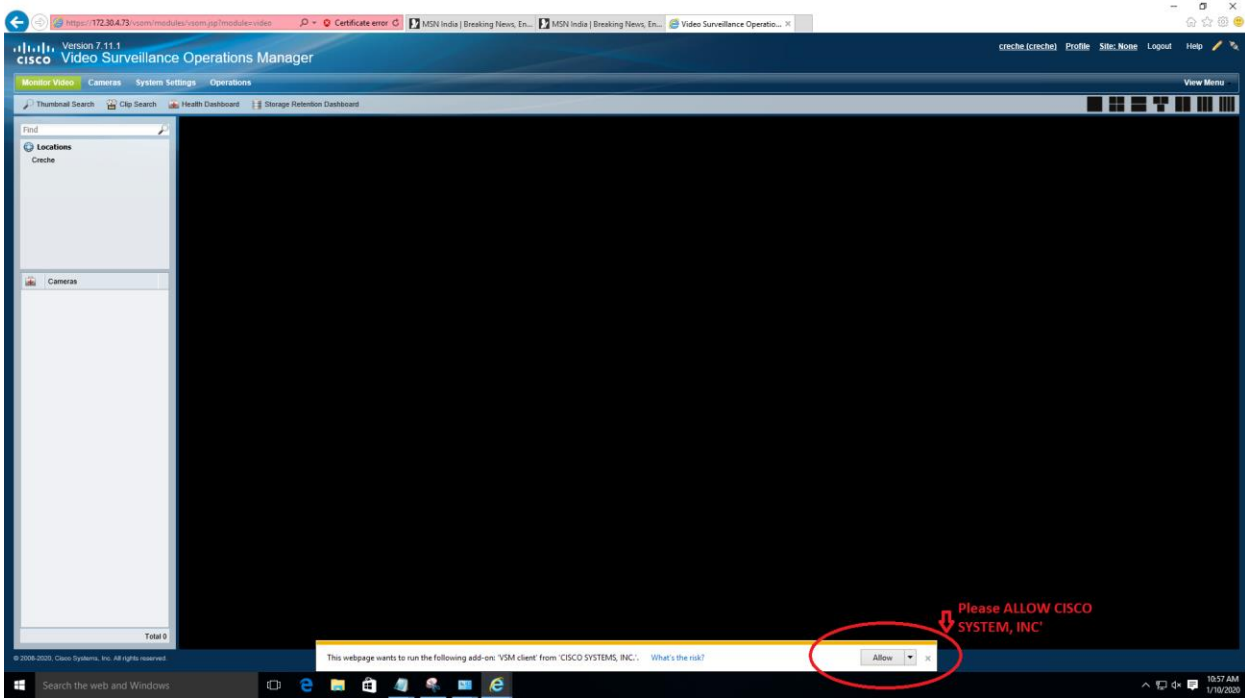 https://172.30.4.73/vsom/modules/vsom.jsp?module=video
Certificate error
MSN India | Breaking News, En...
MSN India | Breaking News, En...
Video Surveillance Operatio...
CISCO
Version 7.11.1
Video Surveillance Operations Manager
creche (creche) Profile Site: None Logout Help
Monitor Video Cameras System Settings Operations
View Menu
Thumbnail Search Clip Search Health Dashboard Storage Retention Dashboard
Find
Locations
Creche
Cameras
Please ALLOW CISCO
SYSTEM, INC'
Total 0
© 2006-2020, Cisco Systems, Inc. All rights reserved.
This webpage wants to run the following add-on: 'VSM client' from 'CISCO SYSTEMS, INC.'. What's the risk?
Allow
Search the web and Windows
10:57 AM
1/10/2020